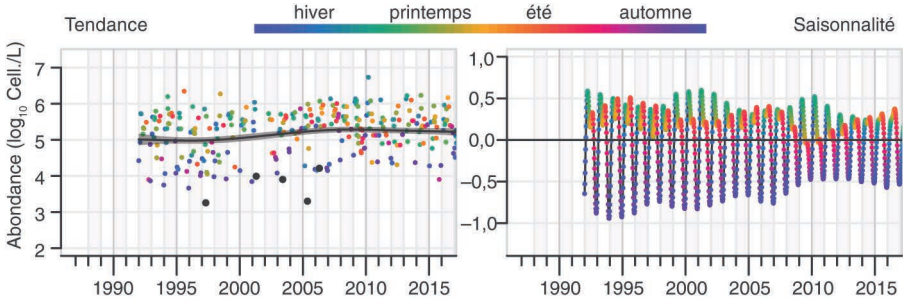 hiver printemps été automne
Tendance
Saisonnalité
Abondance (log10 Cell./L)
7
6
5
4
3
2
1990 1995 2000 2005 2010 2015
1,0
0,5
0,0
–0,5
–1,0
1990 1995 2000 2005 2010 2015